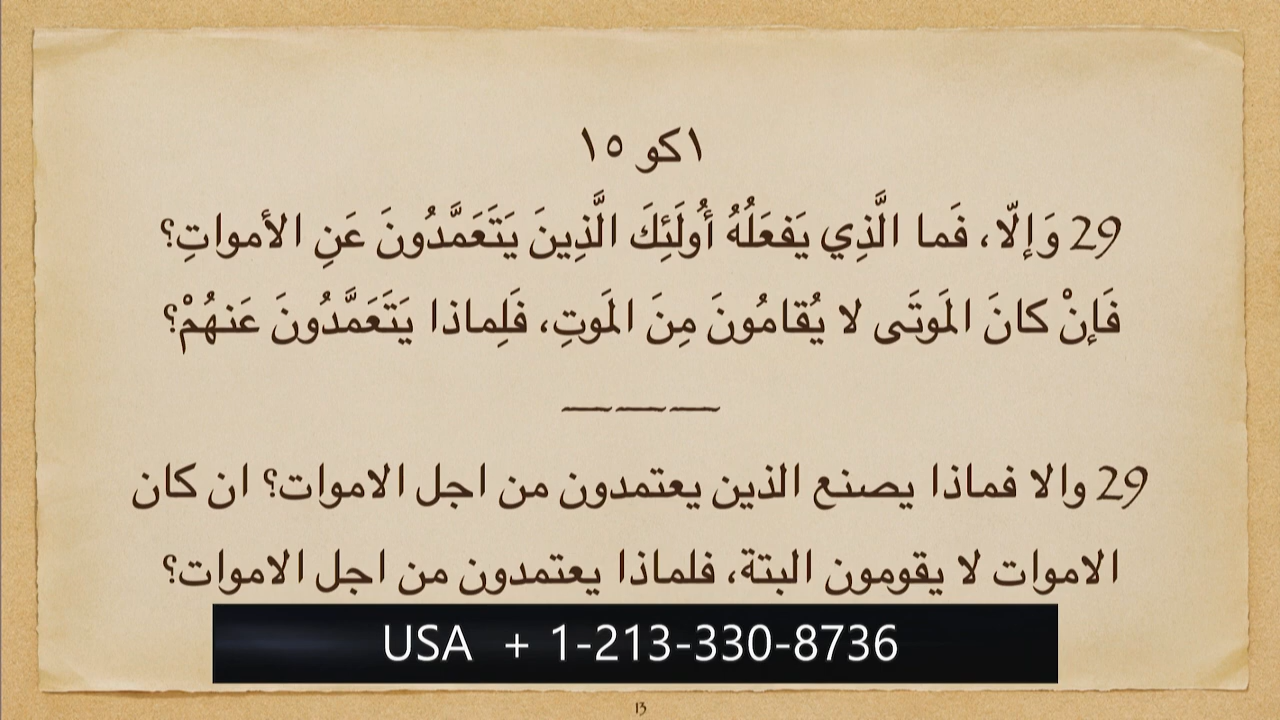 ١كو ١٥
29 وَإلّا، فَما الَّذِي يَفعَلُهُ أُولَئِكَ الَّذِينَ يَتَعَمَّدُونَ عَنِ الأمواتِ؟
فَإنْ كانَ المَوتَى لا يُقامُونَ مِنَ المَوتِ، فَلِماذا يَتَعَمَّدُونَ عَنهُمْ؟
———
29 والا فماذا يصنع الذين يعتمدون من اجل الاموات؟ ان كان
الاموات لا يقومون البتة، فلماذا يعتمدون من اجل الاموات؟
USA + 1-213-330-8736
13